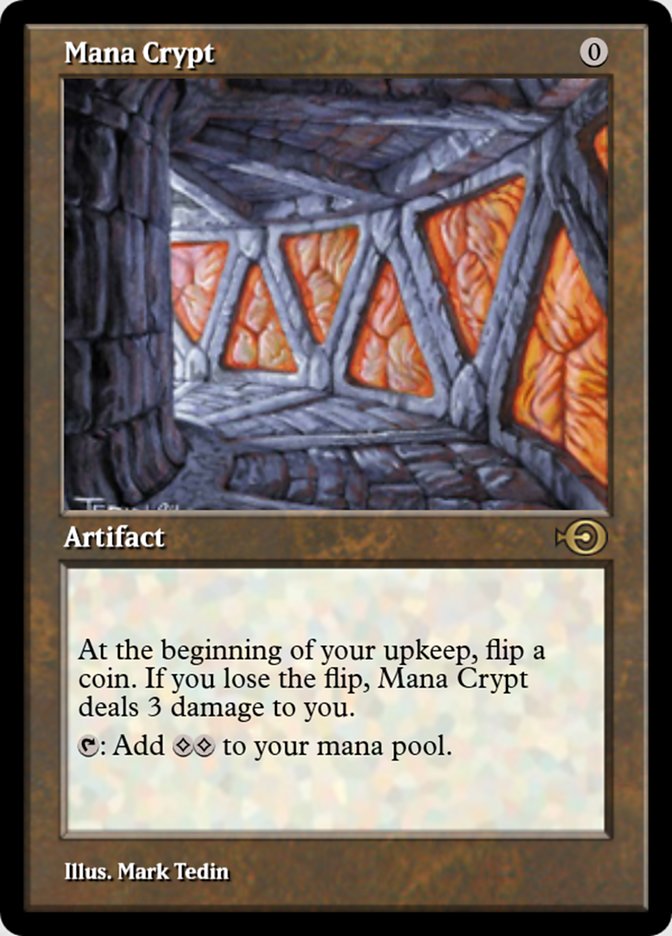 Mana Crypt
0
Artifact
At the beginning of your upkeep, flip a
coin. If you lose the flip, Mana Crypt
deals 3 damage to you.
: Add to your mana pool.
Illus. Mark Tedin